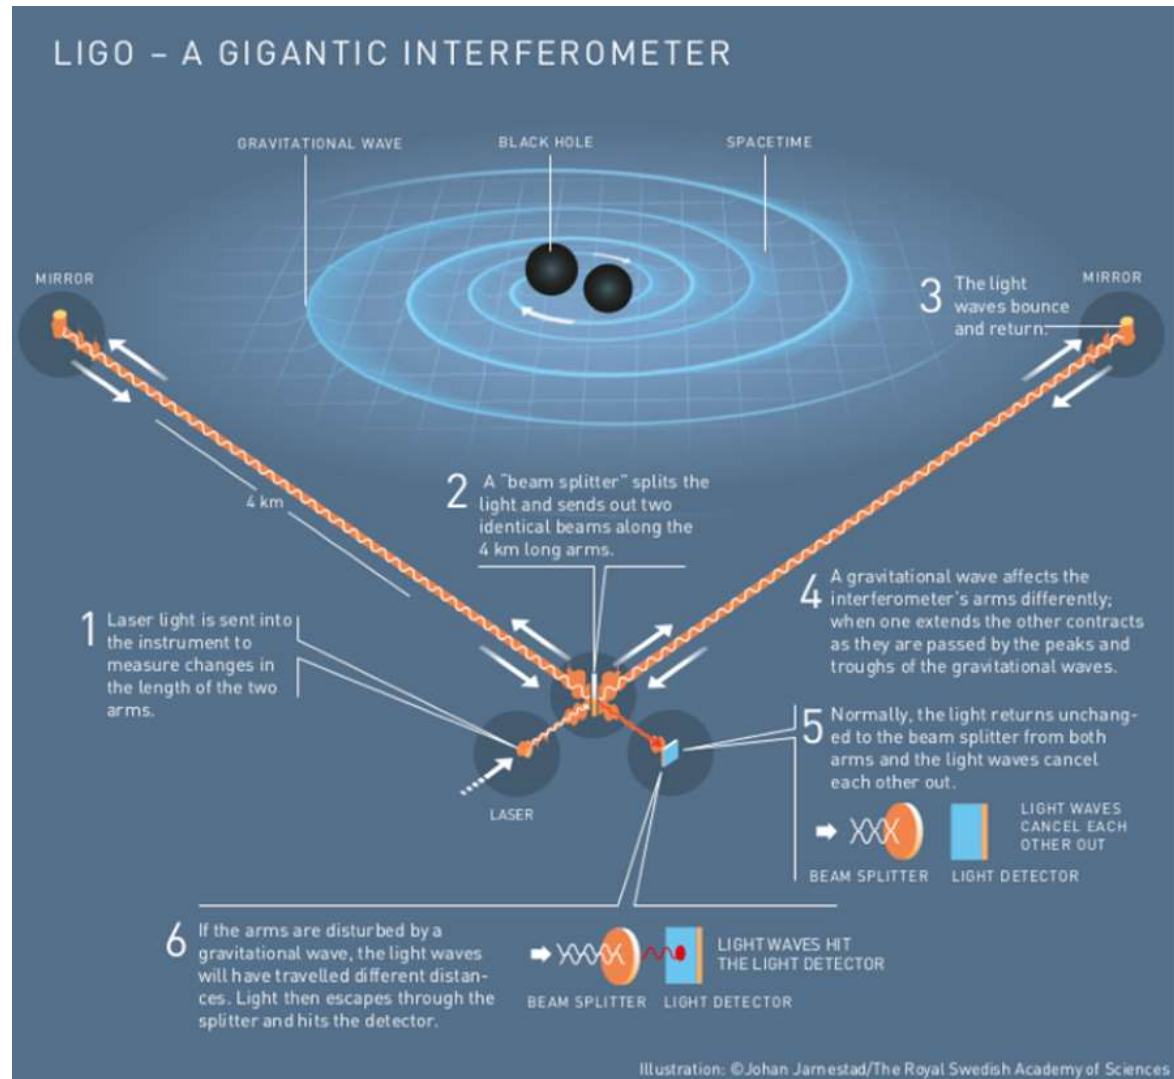 LIGO – A GIGANTIC INTERFEROMETER
GRAVITATIONAL WAVE
BLACK HOLE
SPACETIME
MIRROR
MIRROR
3 The light
waves bounce
and return.
4 km
2 A "beam splitter" splits the
light and sends out two
identical beams along the
4 km long arms.
1 Laser light is sent into
the instrument to
measure changes in
the length of the two
arms.
4 A gravitational wave affects the
interferometer's arms differently;
when one extends the other contracts
as they are passed by the peaks and
troughs of the gravitational waves.
5 Normally, the light returns unchang-
ed to the beam splitter from both
arms and the light waves cancel
each other out.
LASER
LIGHT WAVES
CANCEL EACH
OTHER OUT
BEAM SPLITTER
LIGHT DETECTOR
6 If the arms are disturbed by a
gravitational wave, the light waves
will have travelled different distan-
ces. Light then escapes through the
splitter and hits the detector.
LIGHT WAVES HIT
THE LIGHT DETECTOR
BEAM SPLITTER
LIGHT DETECTOR
Illustration: ©Johan Jarnestad/The Royal Swedish Academy of Sciences